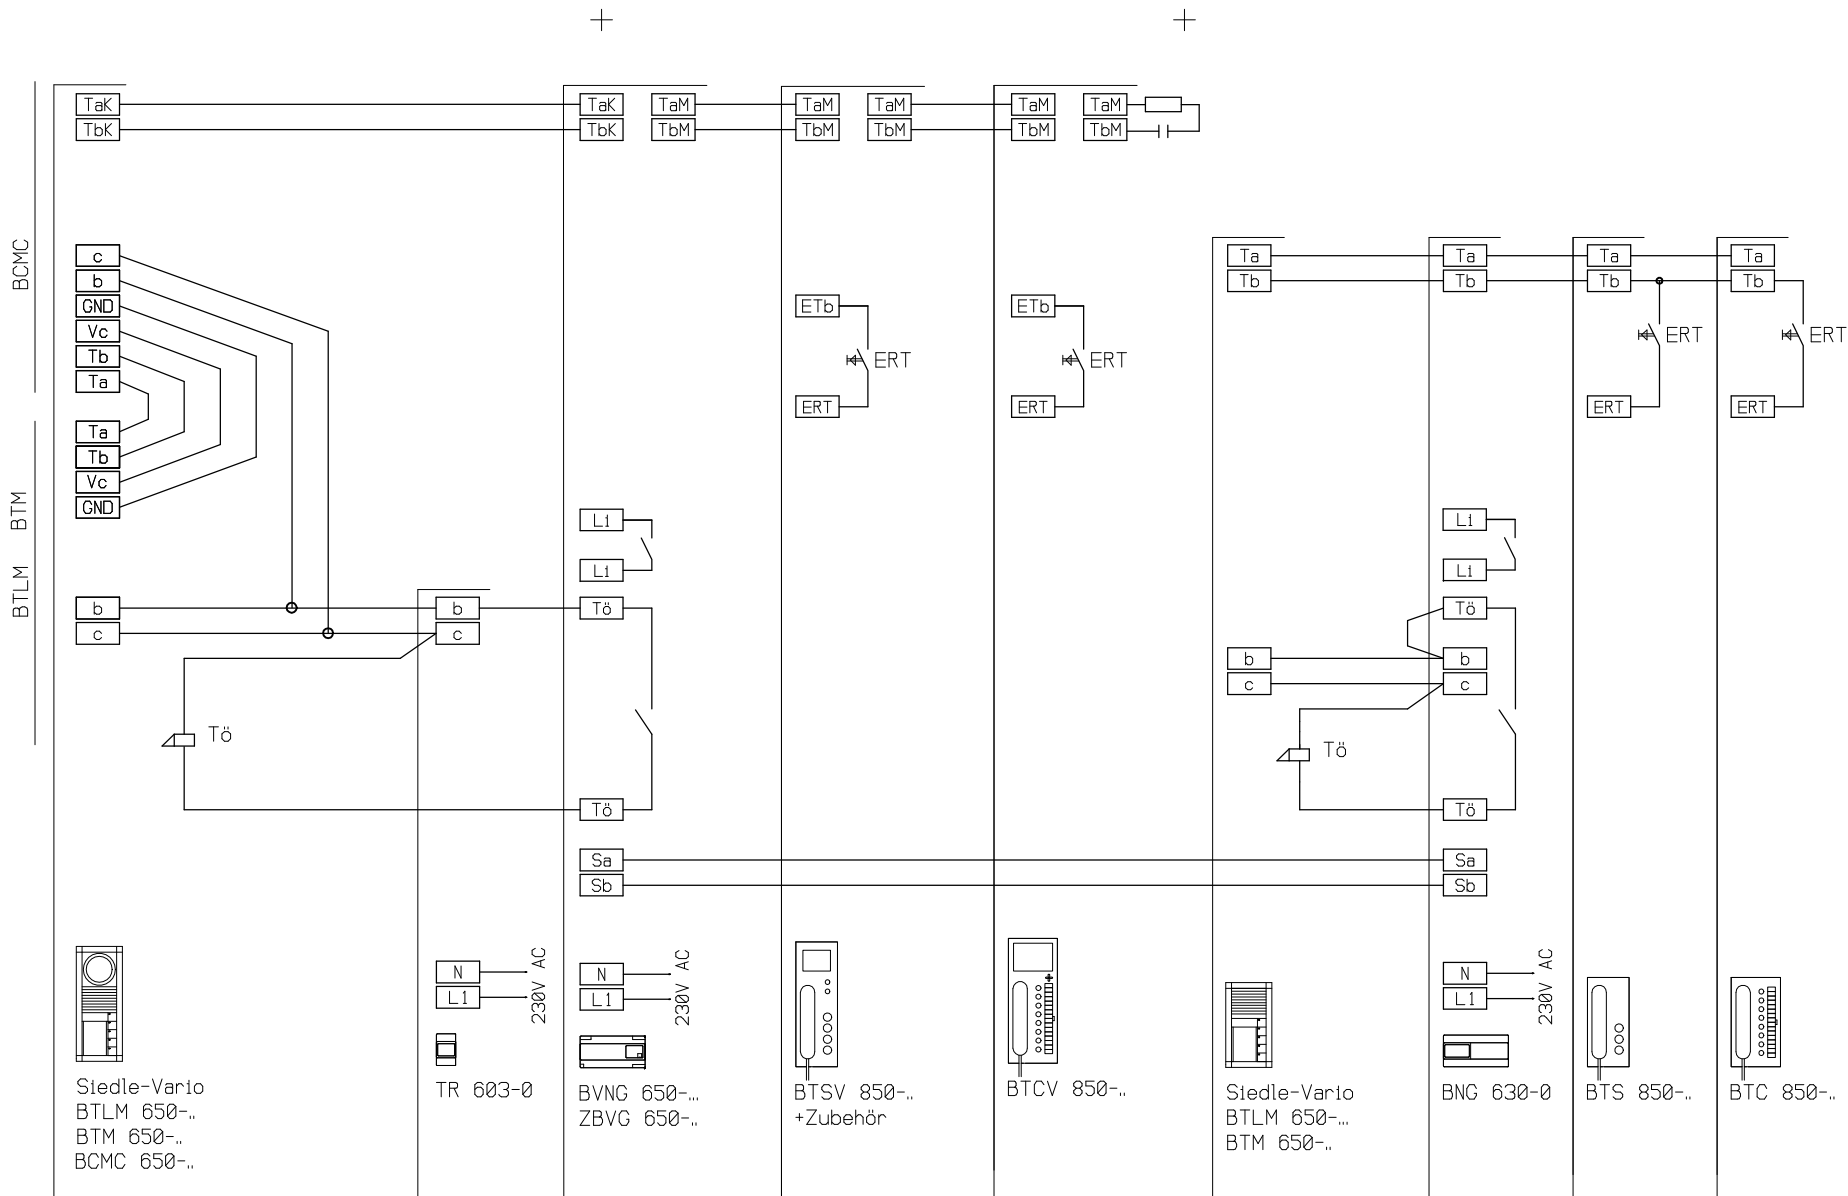 TaK TaK TaM TaM TaM TaM TaM
TbK TbK TbM TbM TbM TbM TbM
BCMC
c
b
GND
Vc
Tb
Ta
Ta
Tb
Vc
GND
BTLM BTM
b
c
Tö
b
c
ETb
ERT
ERT
ETb
ERT
ERT
Li
Li
Tö
Tö
Sa
Sb
Ta Ta Ta Ta
Tb Tb Tb Tb
ERT
ERT
ERT
ERT
Li
Li
Tö
b b
c c
Tö
Tö
Sa
Sb
N
L1
230V AC
N
L1
230V AC
N
L1
230V AC
Siedle-Vario
BTLM 650-..
BTM 650-..
BCMC 650-..
TR 603-0
BVNG 650-...
ZBVG 650-..
BTSV 850-..
+Zubehör
BTCV 850-..
Siedle-Vario
BTLM 650-...
BTM 650-..
BNG 630-0
BTS 850-..
BTC 850-..